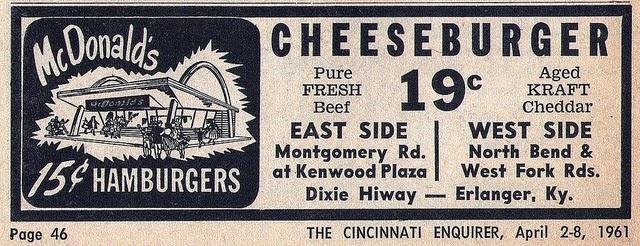 McDonald's
McDonald's
15¢ HAMBURGERS
CHEESEBURGER
Pure
FRESH
Beef
19c
Aged
KRAFT
Cheddar
EAST SIDE
Montgomery Rd.
at Kenwood Plaza
WEST SIDE
North Bend &
West Fork Rds.
Dixie Hiway — Erlanger, Ky.
Page 46
THE CINCINNATI ENQUIRER, April 2-8, 1961